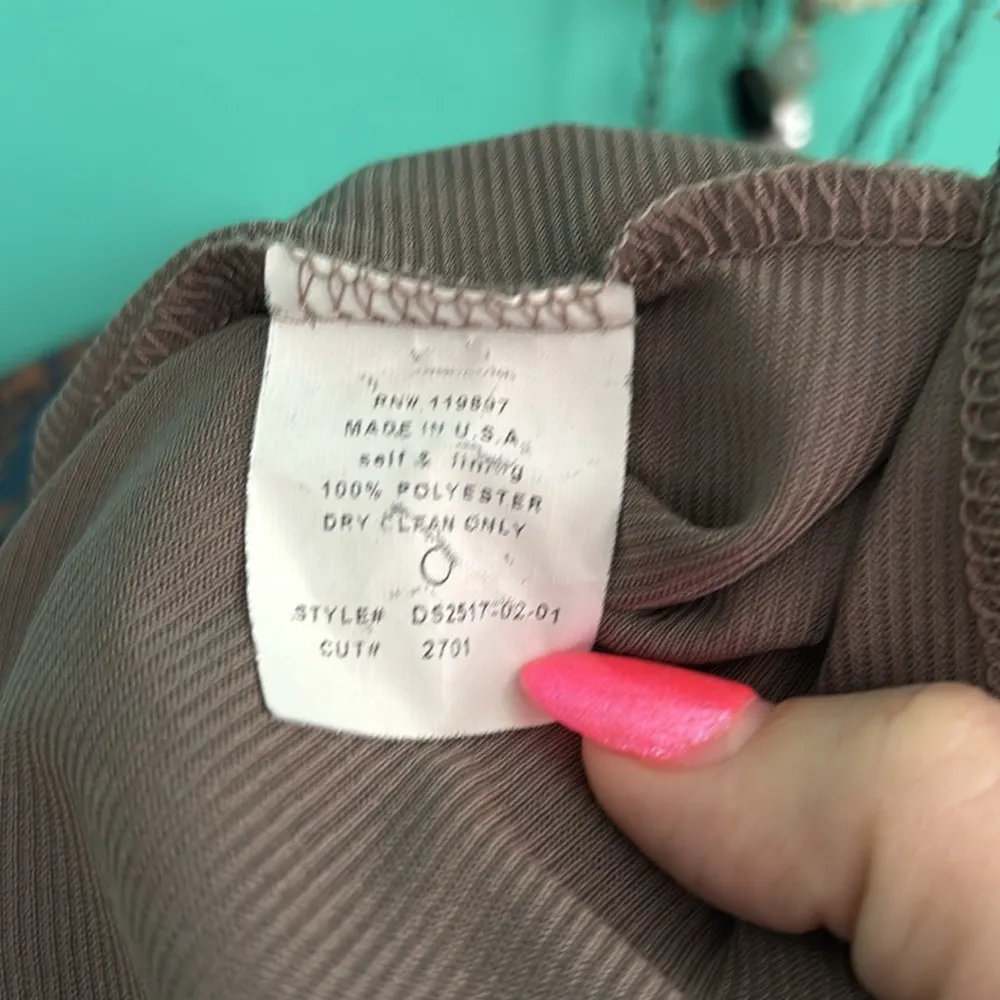 RN# 119897
MADE IN U.S.A.
self & lining
100% POLYESTER
DRY CLEAN ONLY
STYLE# DS2517-02-01
CUT# 2701